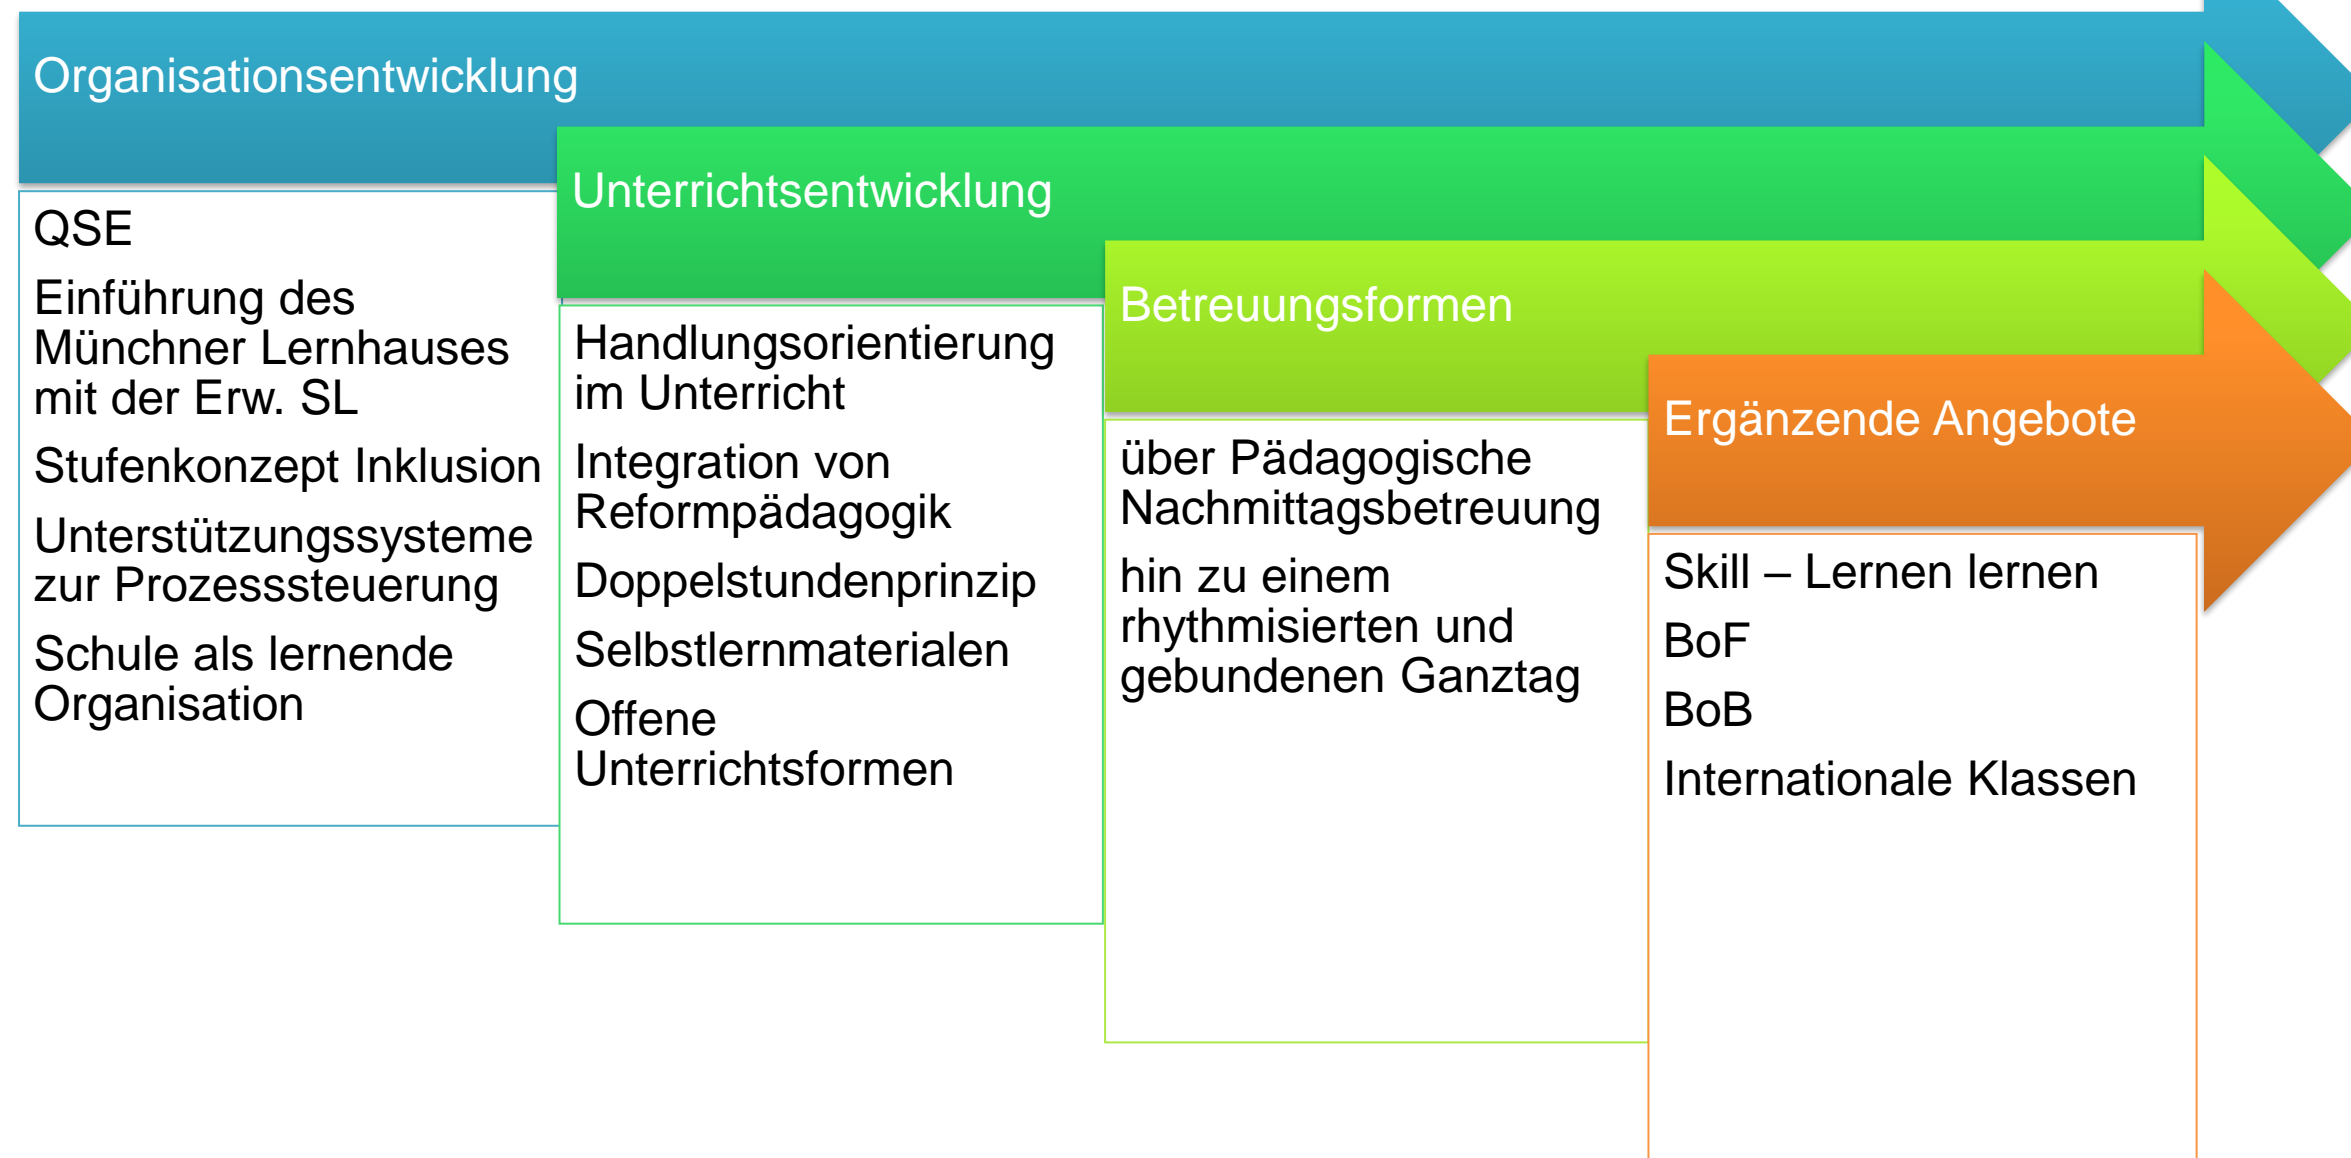 Organisationsentwicklung
QSE
Einführung des
Münchner Lernhauses
mit der Erw. SL
Stufenkonzept Inklusion
Unterstützungssysteme
zur Prozesssteuerung
Schule als lernende
Organisation
Unterrichtsentwicklung
Handlungsorientierung
im Unterricht
Integration von
Reformpädagogik
Doppelstundenprinzip
Selbstlernmaterialen
Offene
Unterrichtsformen
Betreuungsformen
über Pädagogische
Nachmittagsbetreuung
hin zu einem
rhythmisierten und
gebundenen Ganztag
Ergänzende Angebote
Skill – Lernen lernen
BoF
BoB
Internationale Klassen